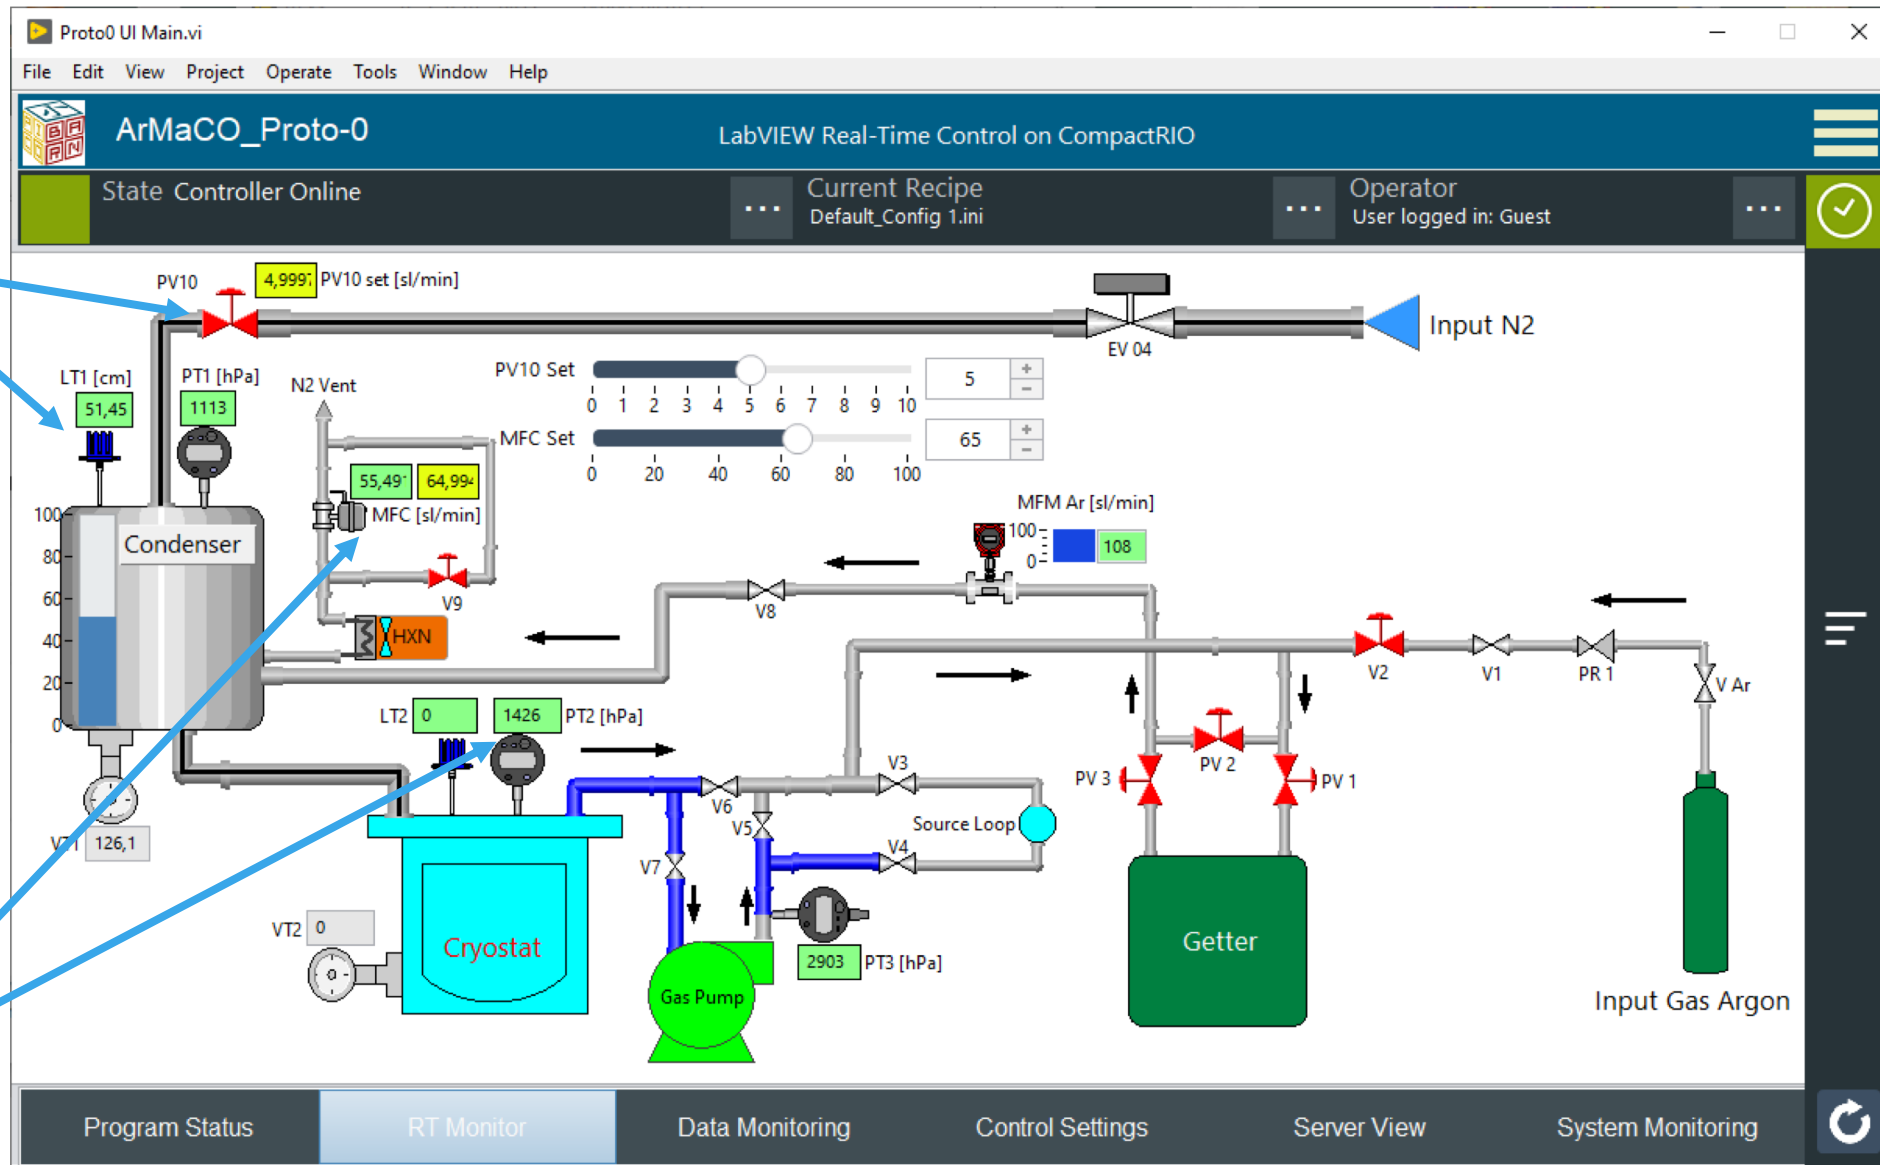 Proto0 UI Main.vi
File Edit View Project Operate Tools Window Help
ArMaCO_Proto-0
LabVIEW Real-Time Control on CompactRIO
State Controller Online
... Current Recipe
Default_Config 1.ini
... Operator
User logged in: Guest
...
PV10
4,9997 PV10 set [sl/min]
EV 04
Input N2
LT1 [cm]
51,45
PT1 [hPa]
1113
N2 Vent
PV10 Set
0 1 2 3 4 5 6 7 8 9 10
5
MFC Set
0 20 40 60 80 100
65
55,49 64,994
MFC [sl/min]
V9
HXN
100
80
60
40
20
0
Condenser
MFM Ar [sl/min]
100
0
108
V8
V2
V1
PR 1
V Ar
LT2 0
1426 PT2 [hPa]
V6
V3
V5
V4
V7
Source Loop
PV 3
PV 2
PV 1
126,1
VT2 0
Cryostat
Gas Pump
2903 PT3 [hPa]
Getter
Input Gas Argon
Program Status
RT Monitor
Data Monitoring
Control Settings
Server View
System Monitoring